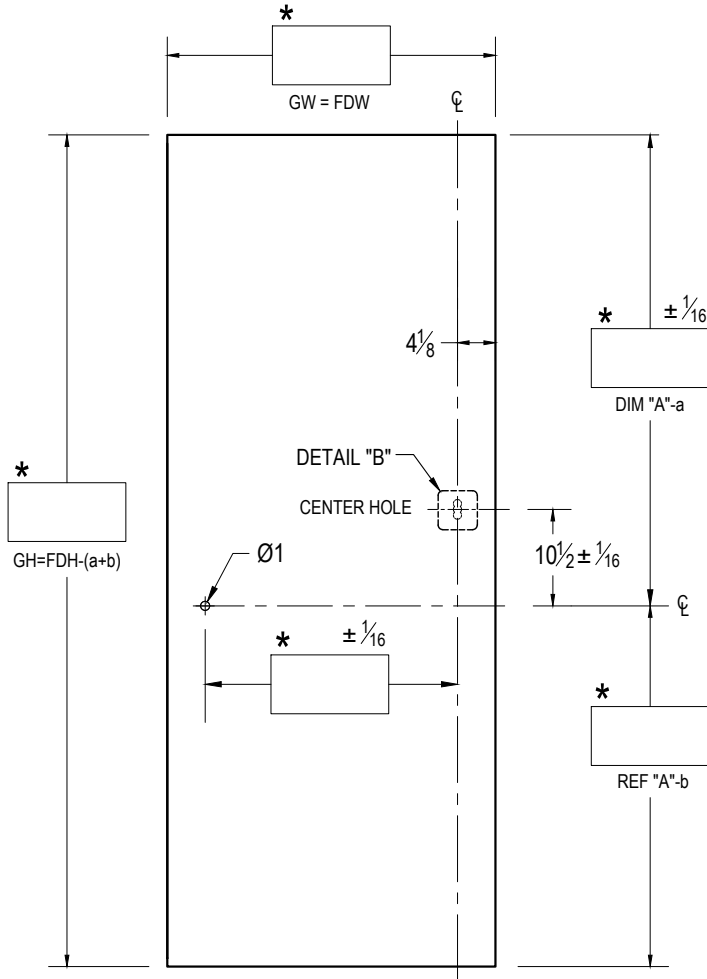 *
GW = FDW
℄
* ± 1/16
4 1/8
DIM "A"-a
DETAIL "B"
*
CENTER HOLE
10 1/2 ± 1/16
GH=FDH-(a+b)
Ø1
℄
* ± 1/16
*
REF "A"-b